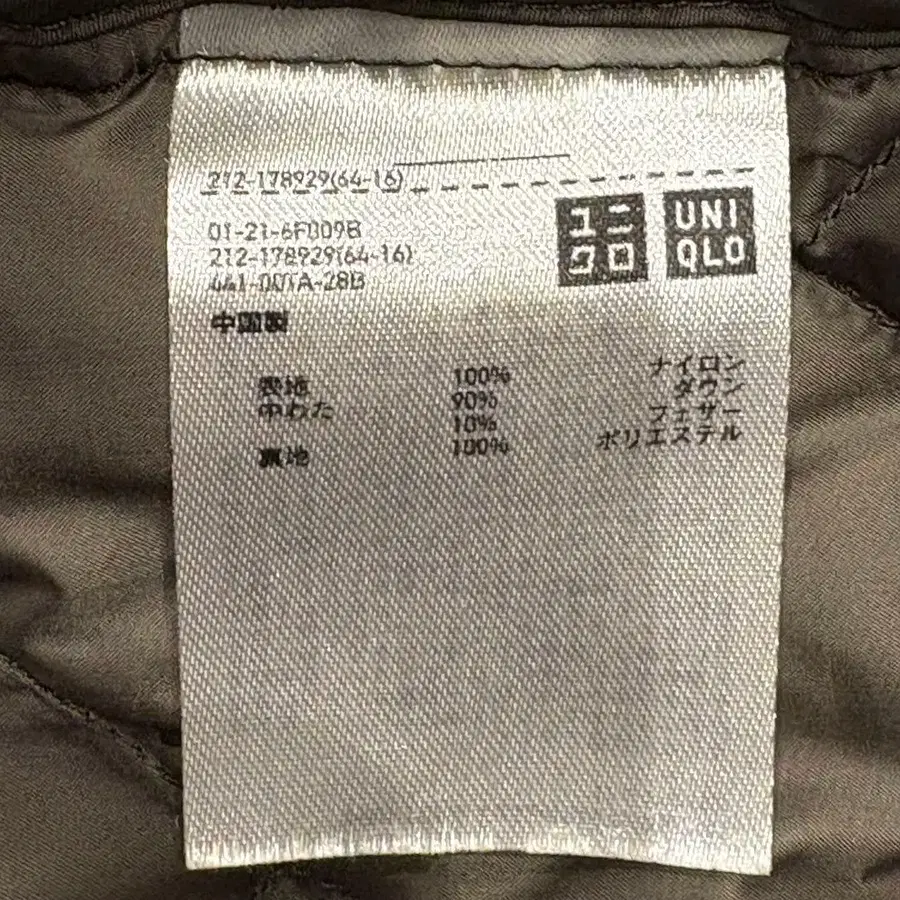 212-178929(64-16)
ユニクロ
UNIQLO
01-21-6F009B
212-178929(64-16)
441-001A-28B
中国製
表地 100% ナイロン
中わた 90% ダウン
10% フェザー
裏地 100% ポリエステル